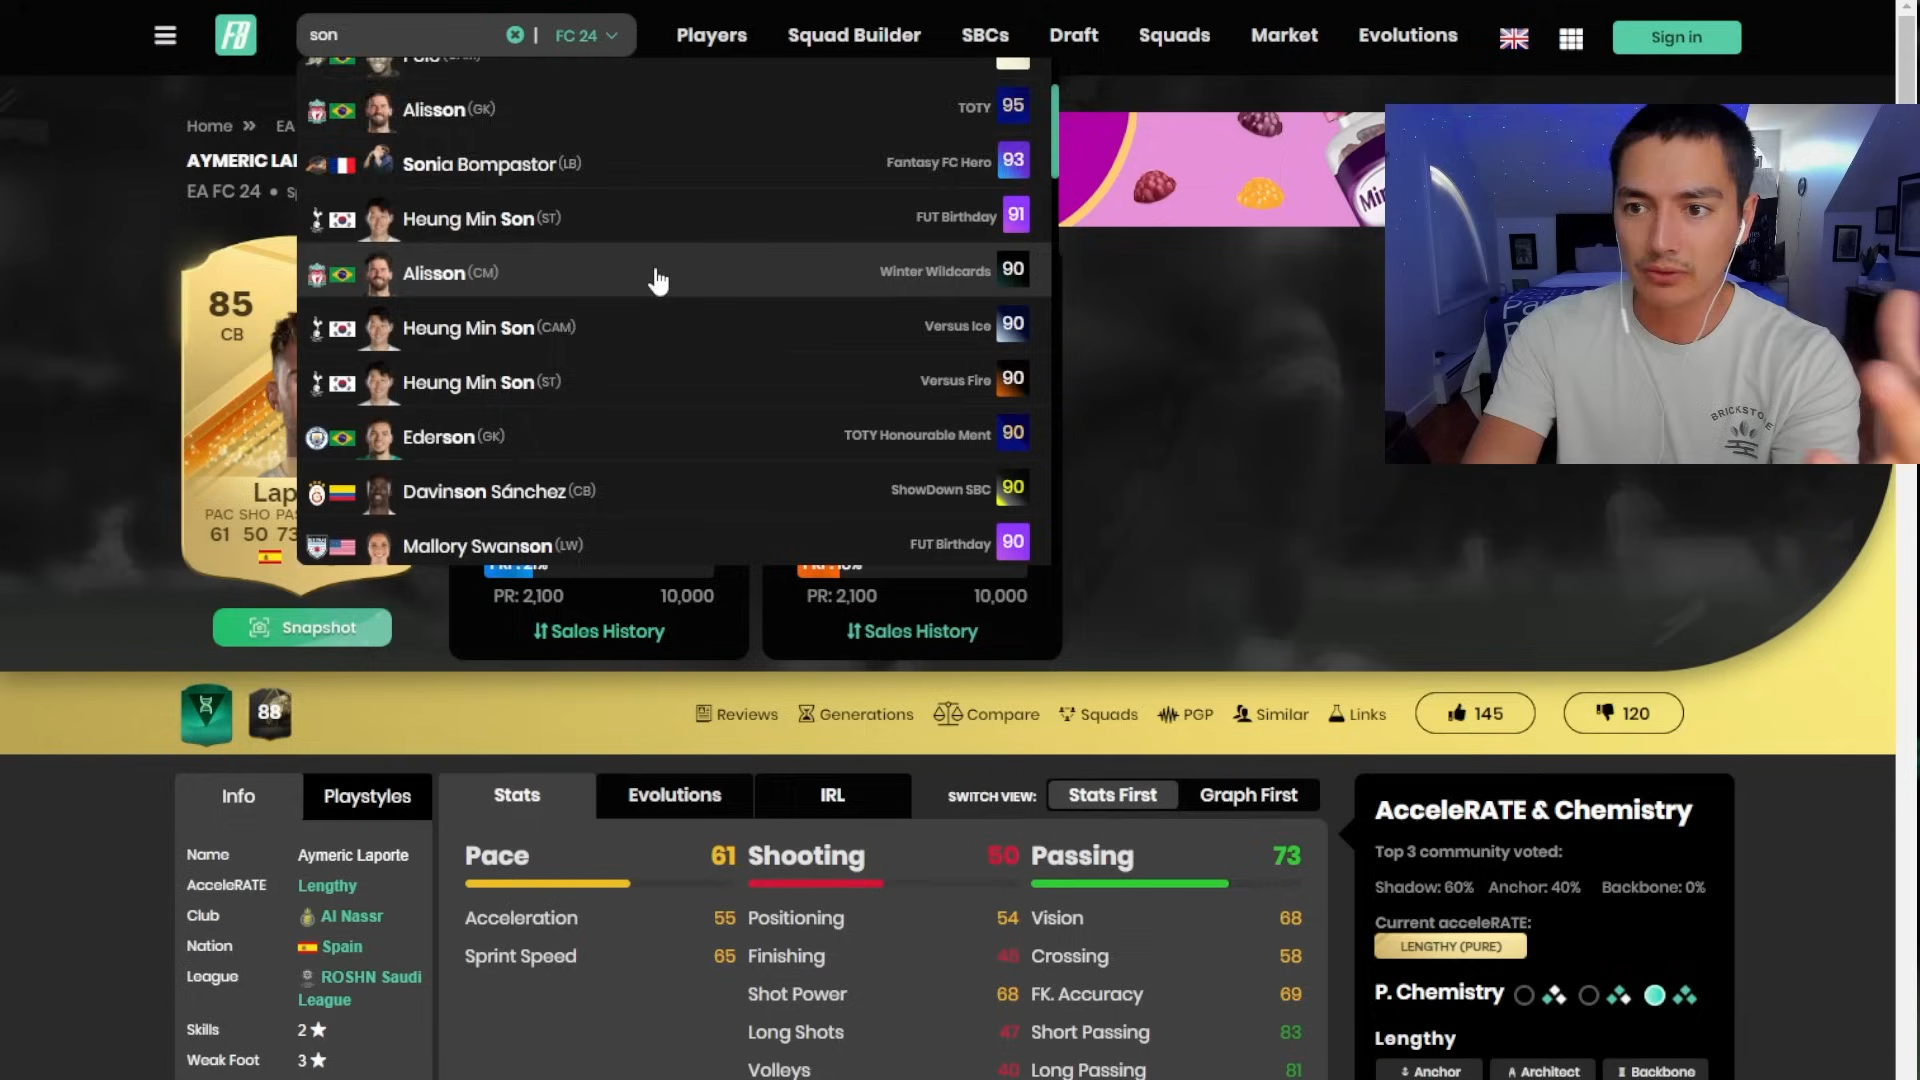 son | FC 24 Players Squad Builder SBCs Draft Squads Market Evolutions Sign in
Alisson (GK) TOTY 95
Sonia Bompastor (LB) Fantasy FC Hero 93
Heung Min Son (ST) FUT Birthday 91
Alisson (CM) Winter Wildcards 90
Heung Min Son (CAM) Versus Ice 90
Heung Min Son (ST) Versus Fire 90
Ederson (GK) TOTY Honourable Ment 90
Davinson Sánchez (CB) ShowDown SBC 90
Mallory Swanson (LW) FUT Birthday 90
Home » EA
AYMERIC LA
EA FC 24 •
85
CB
Lap
PAC SHO PA
61 50 73
Snapshot
PR: 2,100 10,000
Sales History
PR: 2,100 10,000
Sales History
BRICKSTO
88
Reviews Generations Compare Squads PGP Similar Links 145 120
Info Playstyles
Name Aymeric Laporte
AcceleRATE Lengthy
Club Al Nassr
Nation Spain
League ROSHN Saudi
League
Skills 2★
Weak Foot 3★
Stats Evolutions IRL SWITCH VIEW: Stats First Graph First
Pace 61
Acceleration 55
Sprint Speed 65
Shooting 50
Positioning 54
Finishing
Shot Power 68
Long Shots 47
Volleys
Passing 73
Vision 68
Crossing 58
FK. Accuracy 69
Short Passing 83
Long Passing 81
AcceleRATE & Chemistry
Top 3 community voted:
Shadow: 60% Anchor: 40% Backbone: 0%
Current acceleRATE:
LENGTHY (PURE)
P. Chemistry
Lengthy
Anchor Architect Backbone